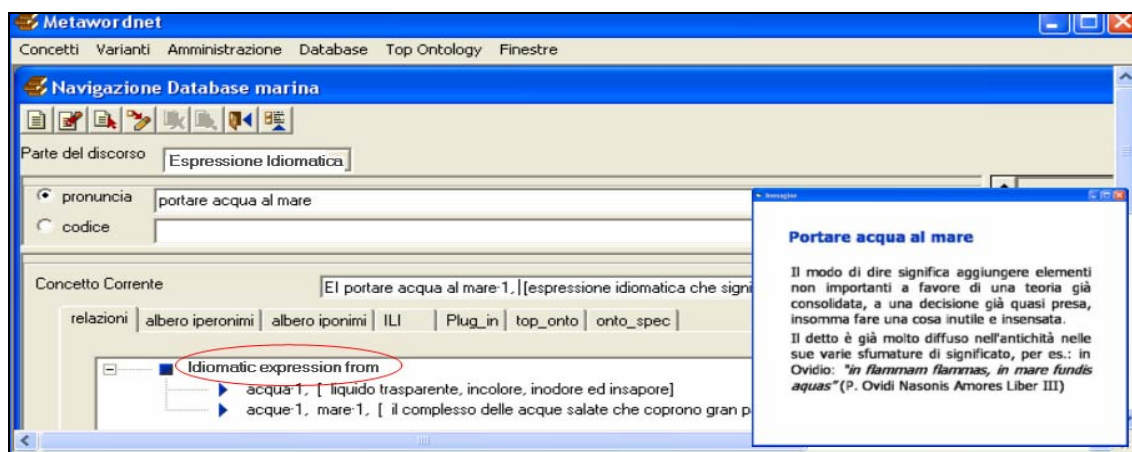 Metawordnet
Concetti Varianti Amministrazione Database Top Ontology Finestre
Navigazione Database marina
Parte del discorso Espressione Idiomatica
pronuncia portare acqua al mare
codice
Concetto Corrente EI portare acqua al mare-1, [espressione idiomatica che signi
relazioni albero iperonimi albero iponimi ILI Plug_in top_onto onto_spec
Idiomatic expression from
acqua-1, [ liquido trasparente, incolore, inodore ed insapore]
acque-1, mare-1, [ il complesso delle acque salate che coprono gran p
Immagine
Portare acqua al mare
Il modo di dire significa aggiungere elementi
non importanti a favore di una teoria già
consolidata, a una decisione già quasi presa,
insomma fare una cosa inutile e insensata.
Il detto è già molto diffuso nell'antichità nelle
sue varie sfumature di significato, per es.: in
Ovidio: "in flammam flammas, in mare fundis
aquas" (P. Ovidi Nasonis Amores Liber III)